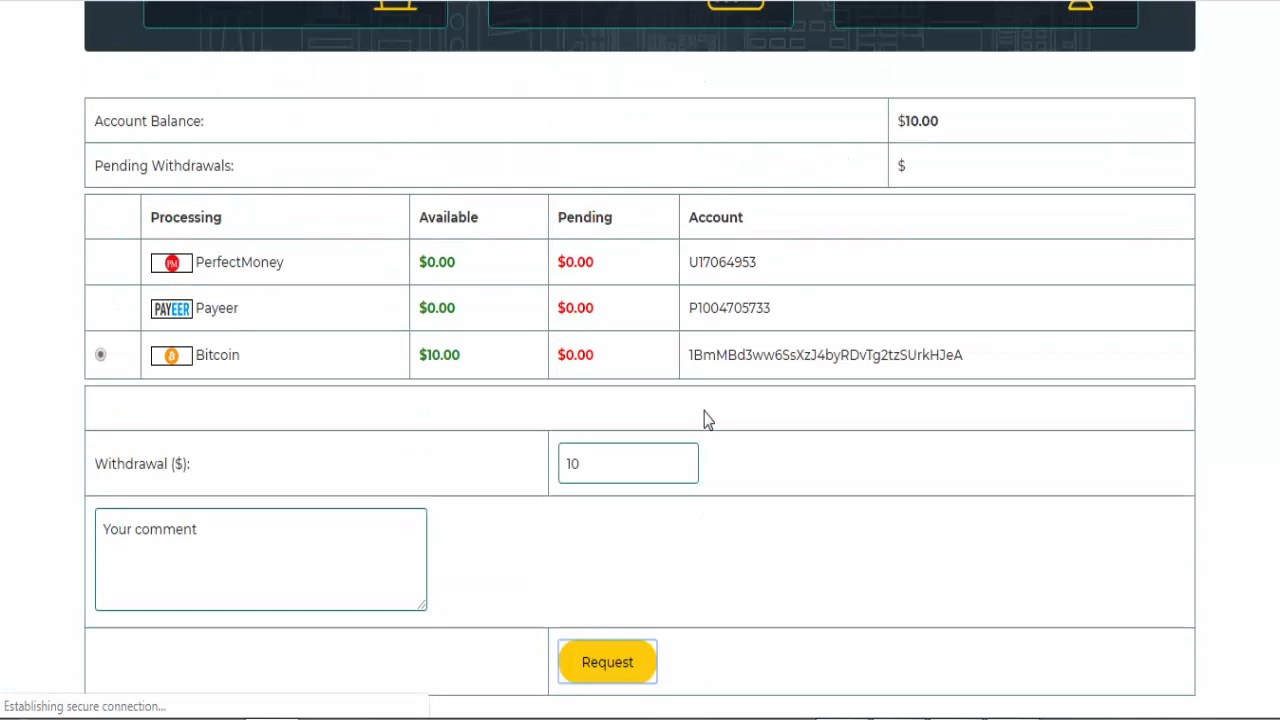 Account Balance: $10.00
Pending Withdrawals: $
Processing Available Pending Account
PM PerfectMoney $0.00 $0.00 U17064953
PAYEER Payeer $0.00 $0.00 P1004705733
Bitcoin $10.00 $0.00 1BmMBd3ww6SsXzJ4byRDvTg2tzSUrkHJeA
Withdrawal ($): 10
Your comment
Request
Establishing secure connection...